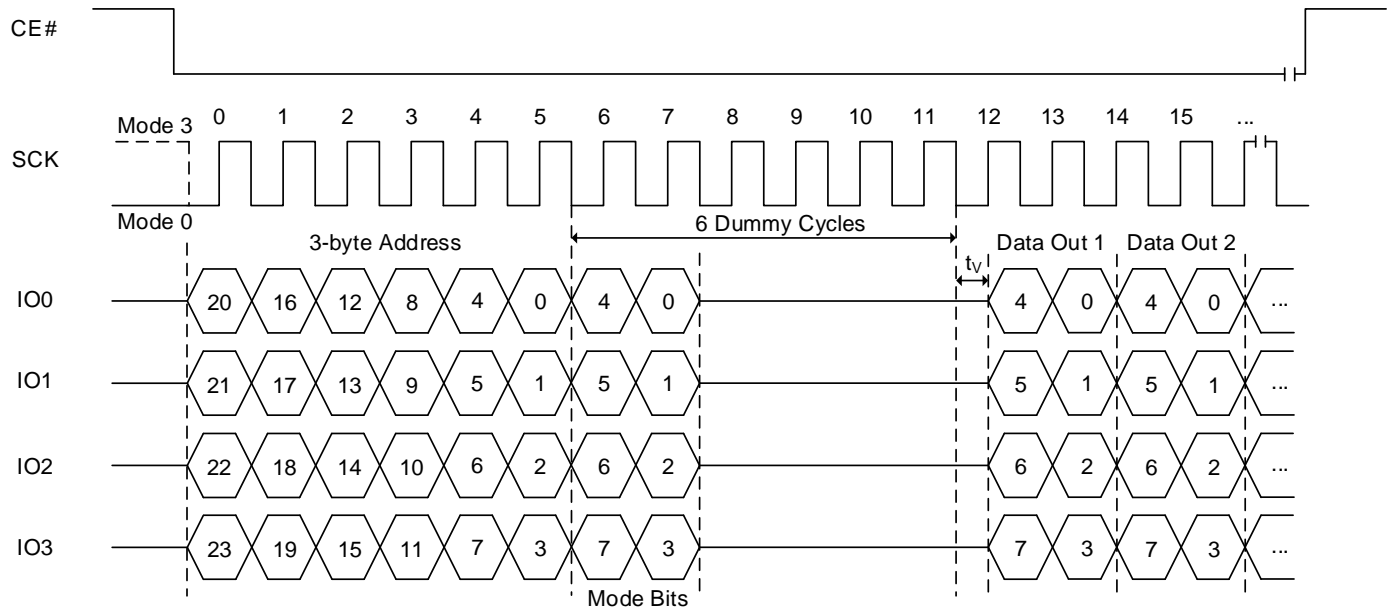 CE#
Mode 3 0 1 2 3 4 5 6 7 8 9 10 11 12 13 14 15 ...
SCK
Mode 0
3-byte Address 6 Dummy Cycles Data Out 1 Data Out 2
tV
IO0 20 16 12 8 4 0 4 0 4 0 4 0 ...
IO1 21 17 13 9 5 1 5 1 5 1 5 1 ...
IO2 22 18 14 10 6 2 6 2 6 2 6 2 ...
IO3 23 19 15 11 7 3 7 3 7 3 7 3 ...
Mode Bits